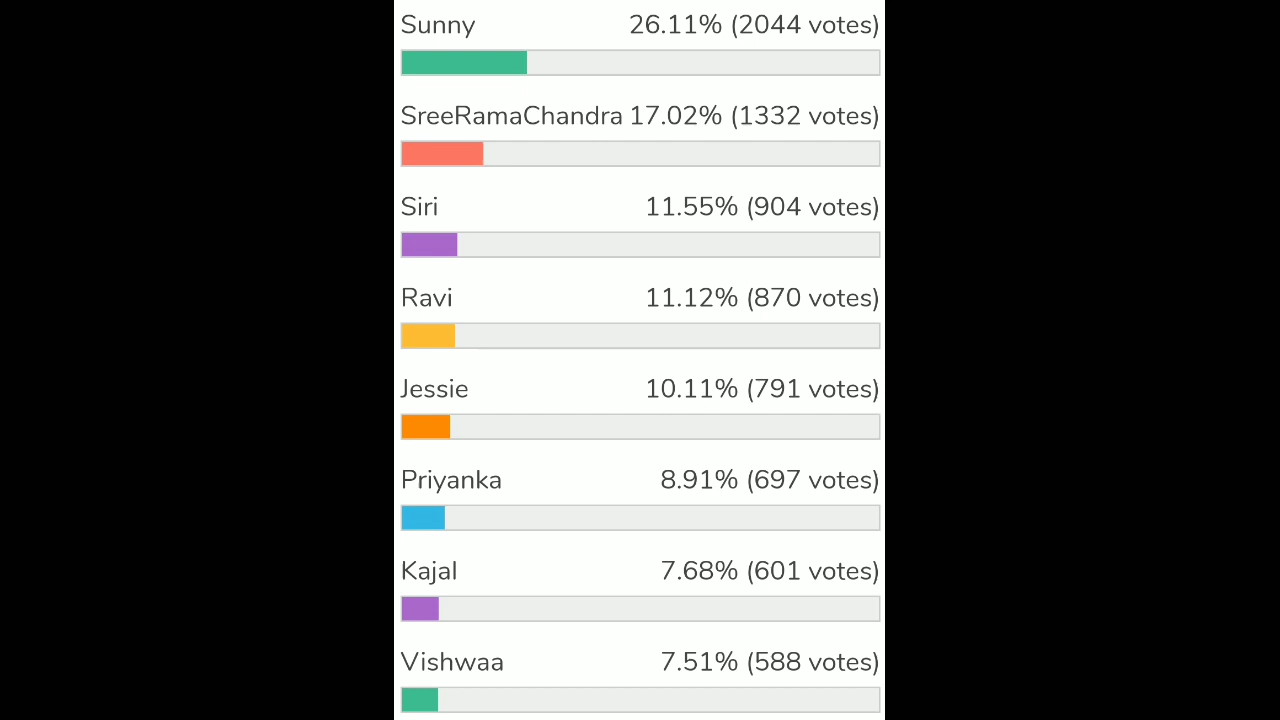 Sunny 26.11% (2044 votes)
SreeRamaChandra 17.02% (1332 votes)
Siri 11.55% (904 votes)
Ravi 11.12% (870 votes)
Jessie 10.11% (791 votes)
Priyanka 8.91% (697 votes)
Kajal 7.68% (601 votes)
Vishwaa 7.51% (588 votes)